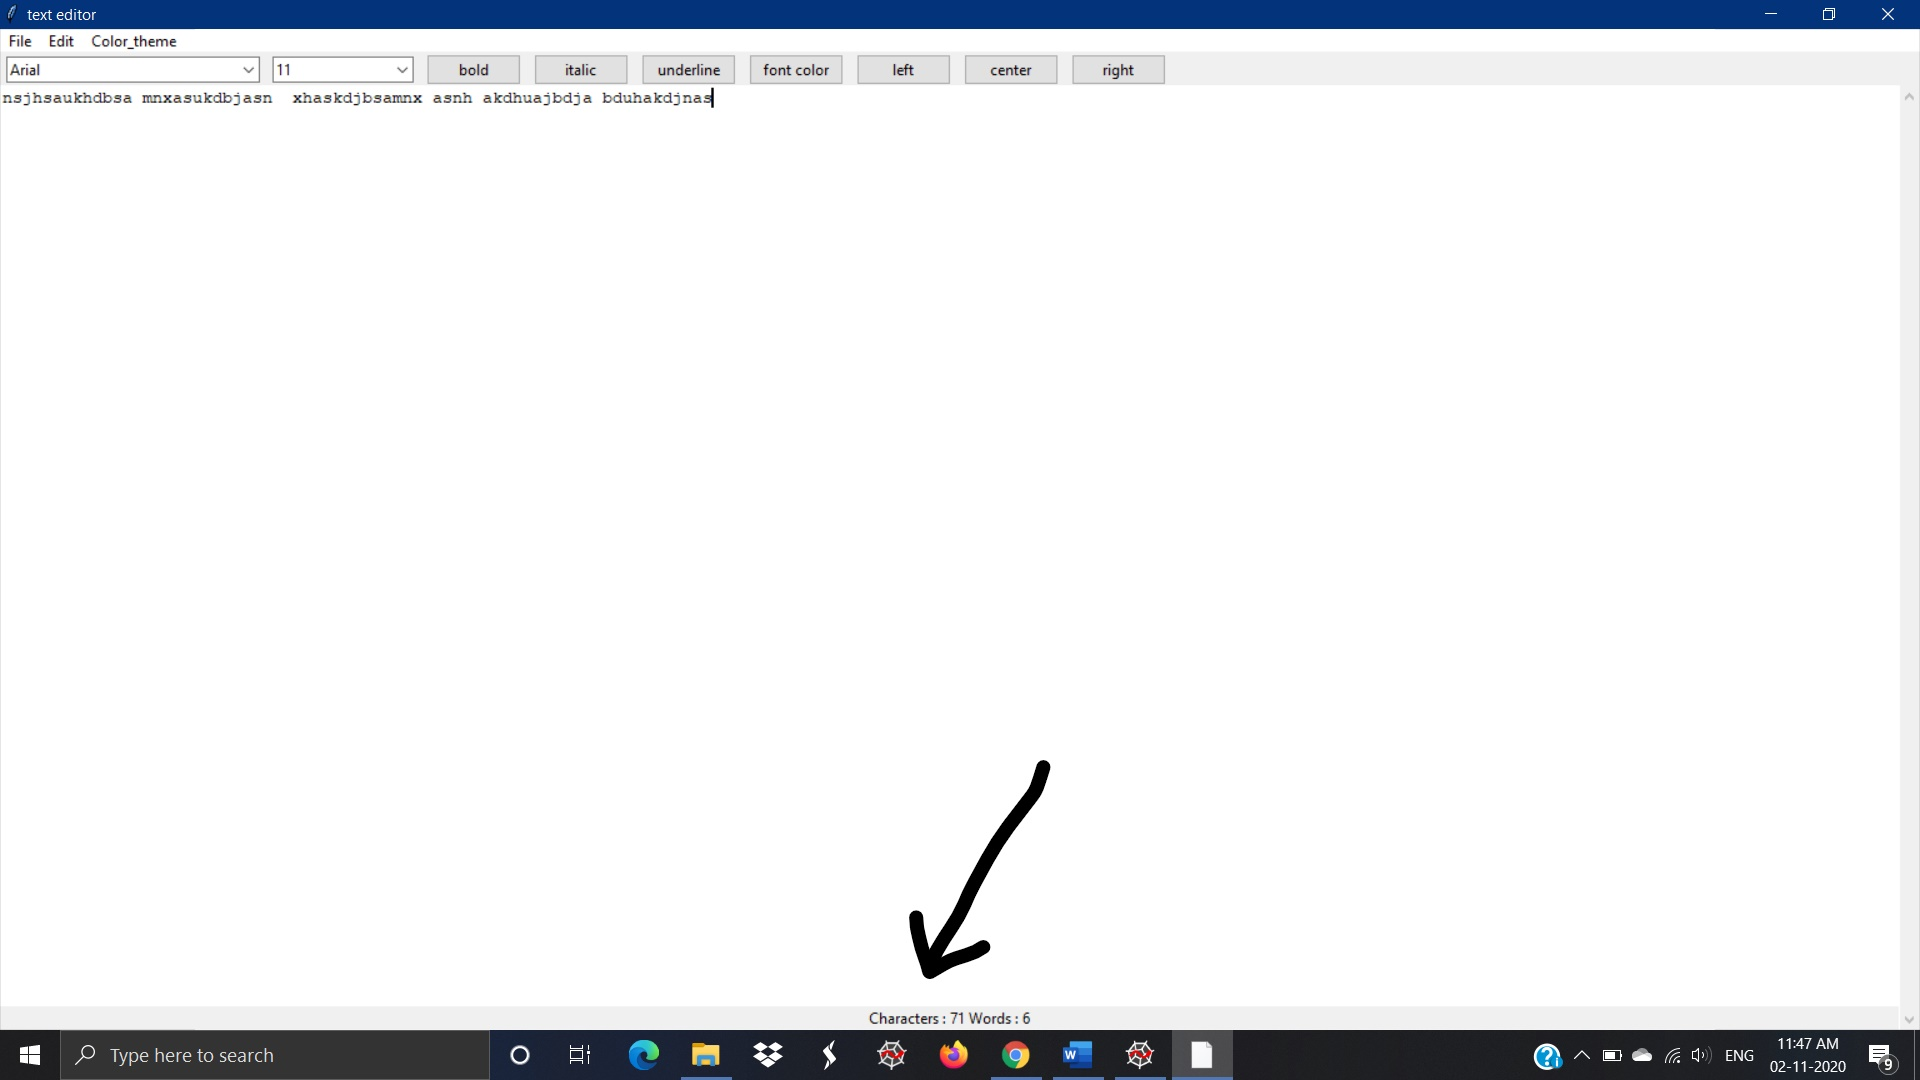 text editor
File Edit Color_theme
Arial 11 bold italic underline font color left center right
nsjhsaukhdbsa mnxasukdbjasn  xhaskdjbsamnx asnh akdhuajbdja bduhakdjnas
Characters : 71 Words : 6
Type here to search
ENG
11:47 AM
02-11-2020
9